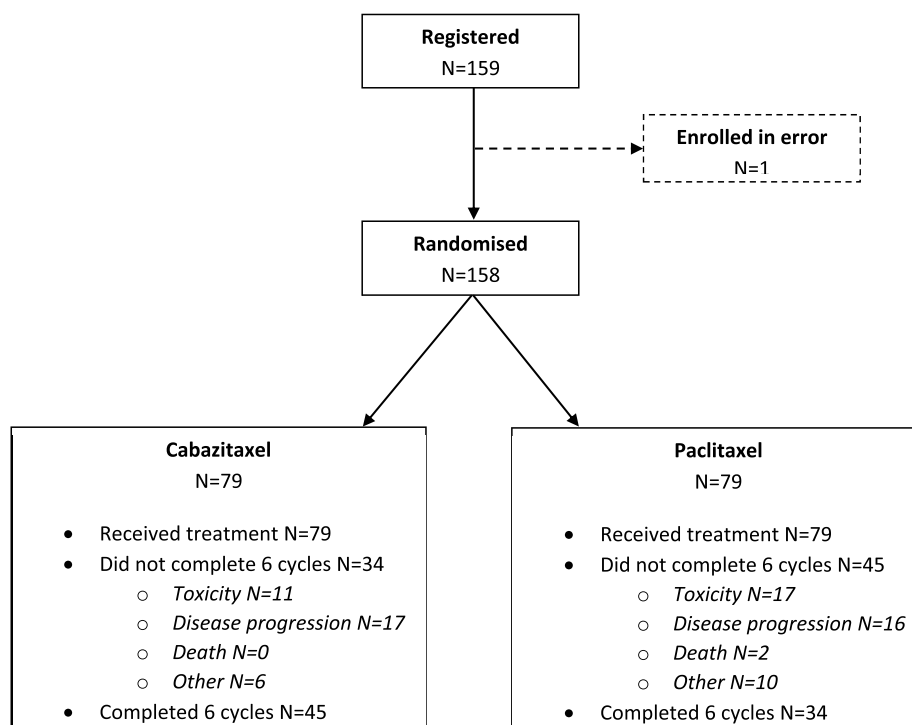 Registered
N=159
Enrolled in error
N=1
Randomised
N=158
Cabazitaxel
N=79
• Received treatment N=79
• Did not complete 6 cycles N=34
o Toxicity N=11
o Disease progression N=17
o Death N=0
o Other N=6
• Completed 6 cycles N=45
Paclitaxel
N=79
• Received treatment N=79
• Did not complete 6 cycles N=45
o Toxicity N=17
o Disease progression N=16
o Death N=2
o Other N=10
• Completed 6 cycles N=34